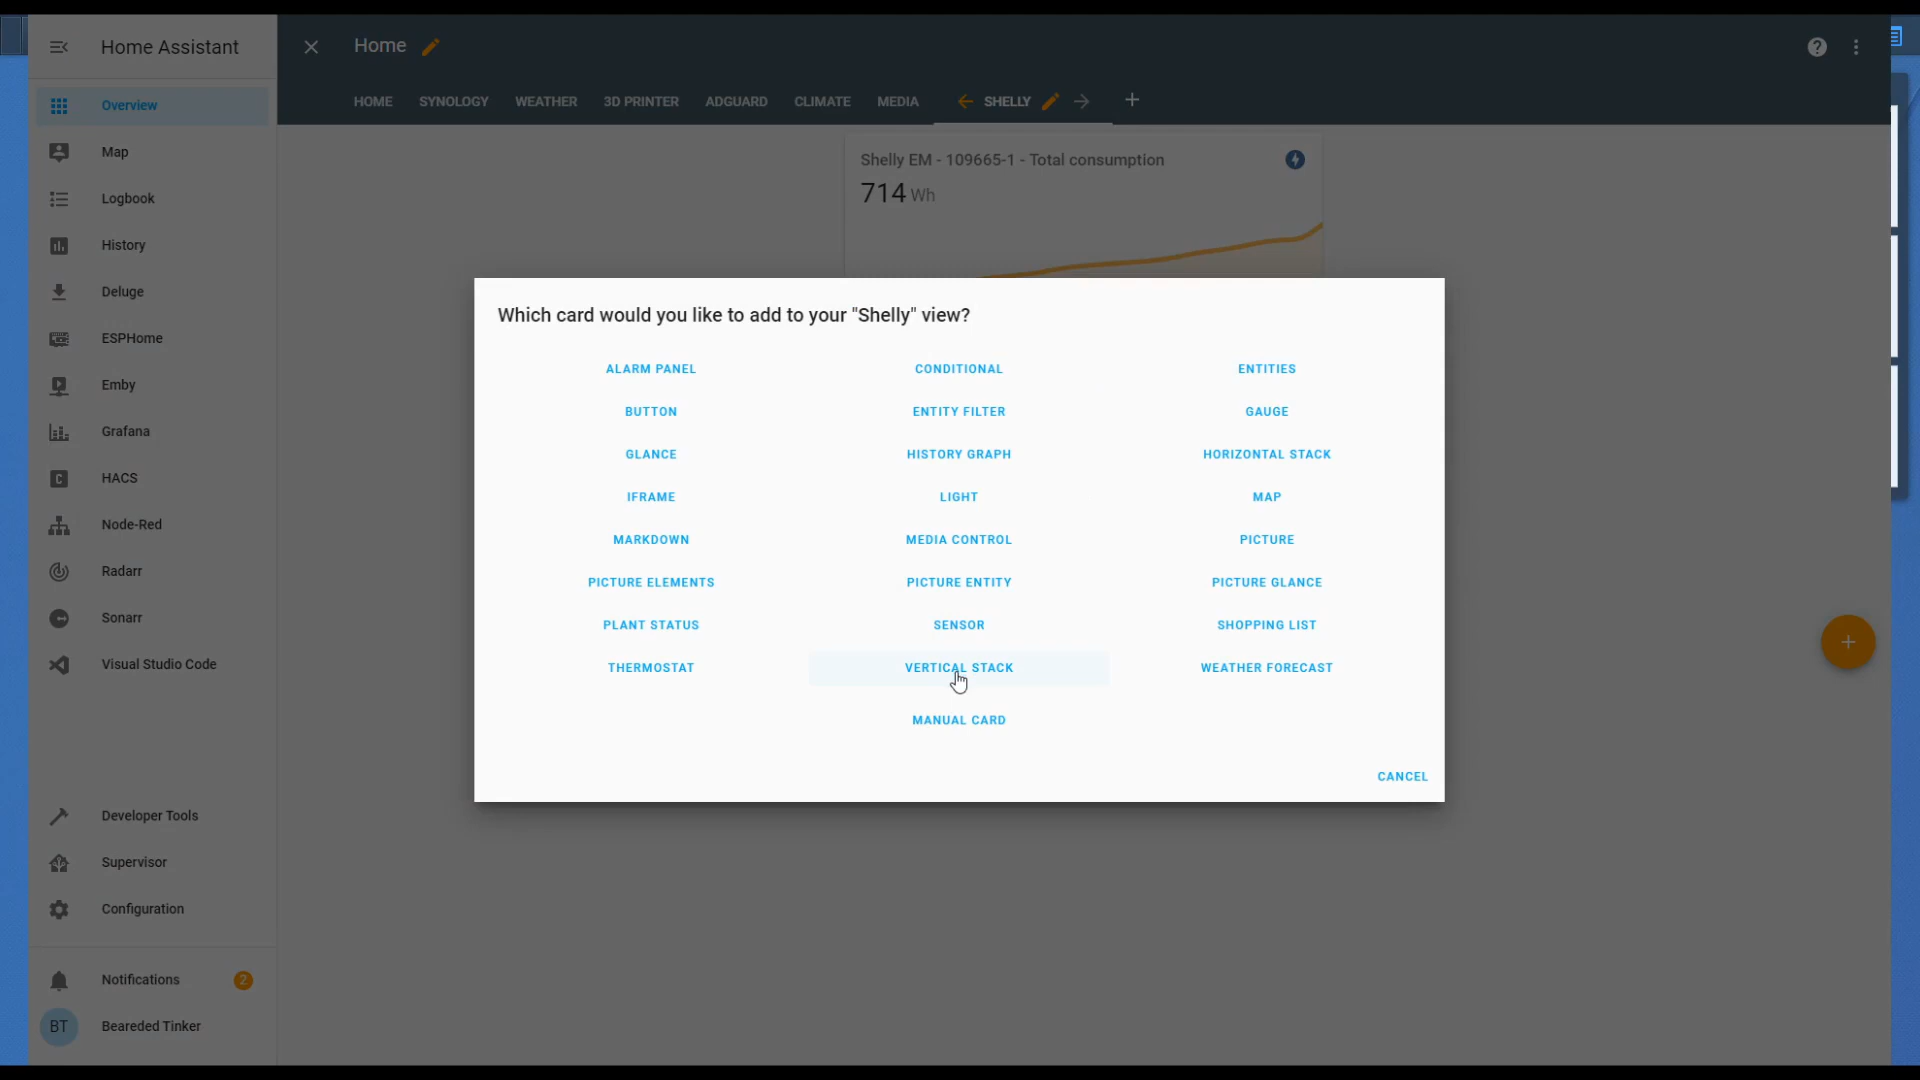 Home Assistant
Home
HOME SYNOLOGY WEATHER 3D PRINTER ADGUARD CLIMATE MEDIA SHELLY
Overview
Map
Logbook
History
Deluge
ESPHome
Emby
Grafana
HACS
Node-Red
Radarr
Sonarr
Visual Studio Code
Developer Tools
Supervisor
Configuration
Notifications 2
BT Beareded Tinker
Shelly EM - 109665-1 - Total consumption
714 Wh
Which card would you like to add to your "Shelly" view?
ALARM PANEL CONDITIONAL ENTITIES
BUTTON ENTITY FILTER GAUGE
GLANCE HISTORY GRAPH HORIZONTAL STACK
IFRAME LIGHT MAP
MARKDOWN MEDIA CONTROL PICTURE
PICTURE ELEMENTS PICTURE ENTITY PICTURE GLANCE
PLANT STATUS SENSOR SHOPPING LIST
THERMOSTAT VERTICAL STACK WEATHER FORECAST
MANUAL CARD
CANCEL